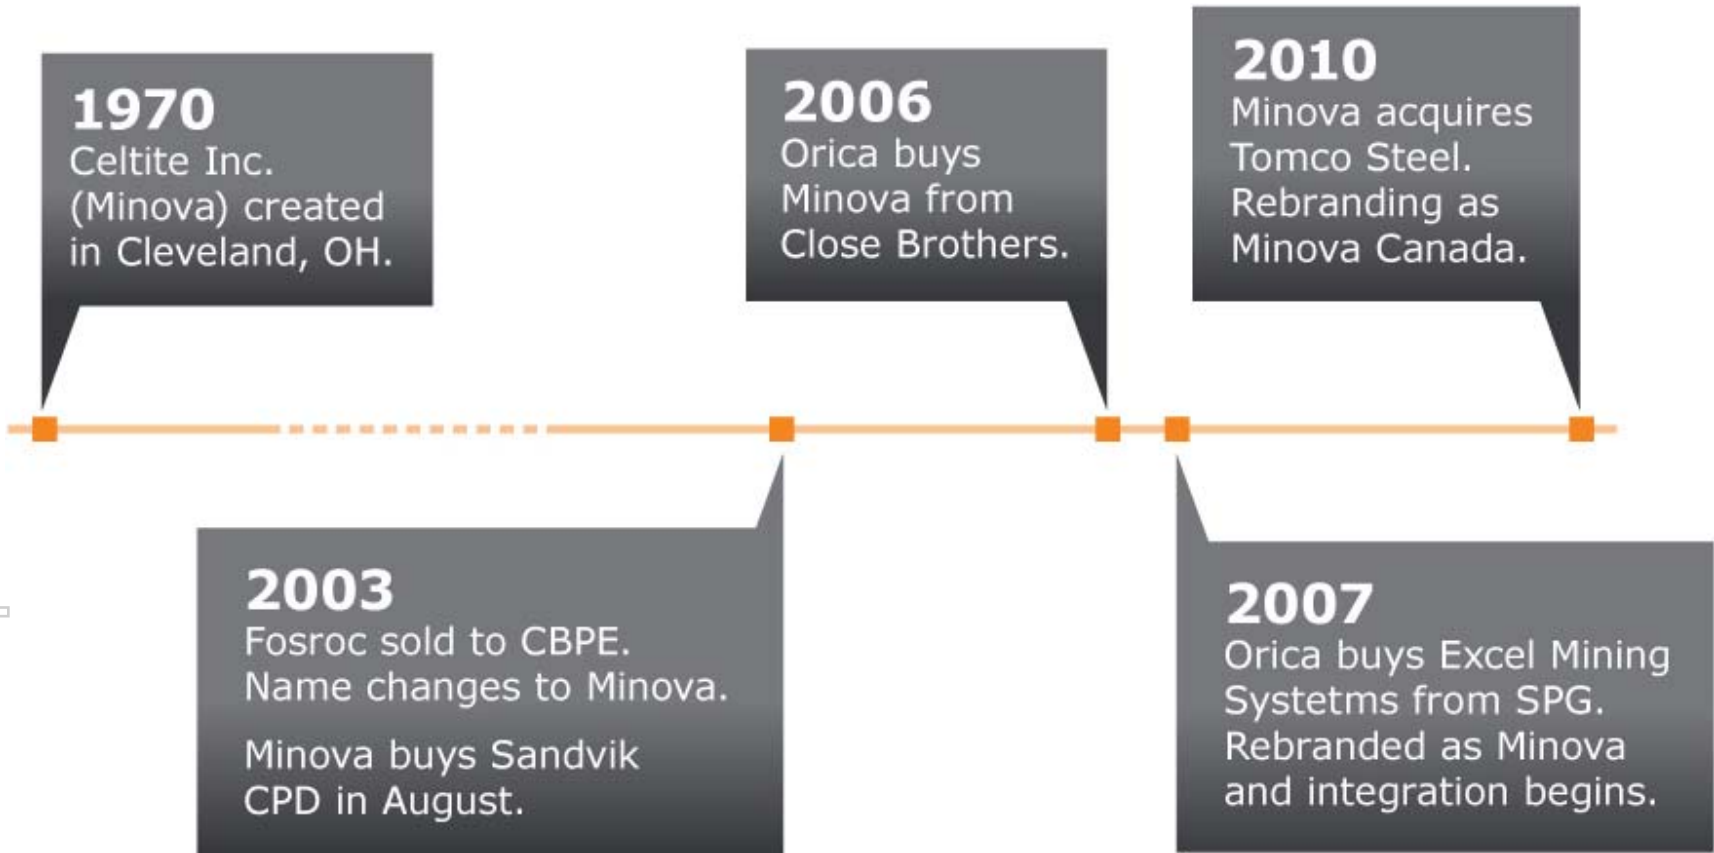 1970
Celtite Inc.
(Minova) created
in Cleveland, OH.
2003
Fosroc sold to CBPE.
Name changes to Minova.
Minova buys Sandvik
CPD in August.
2006
Orica buys
Minova from
Close Brothers.
2007
Orica buys Excel Mining
Systetms from SPG.
Rebranded as Minova
and integration begins.
2010
Minova acquires
Tomco Steel.
Rebranding as
Minova Canada.